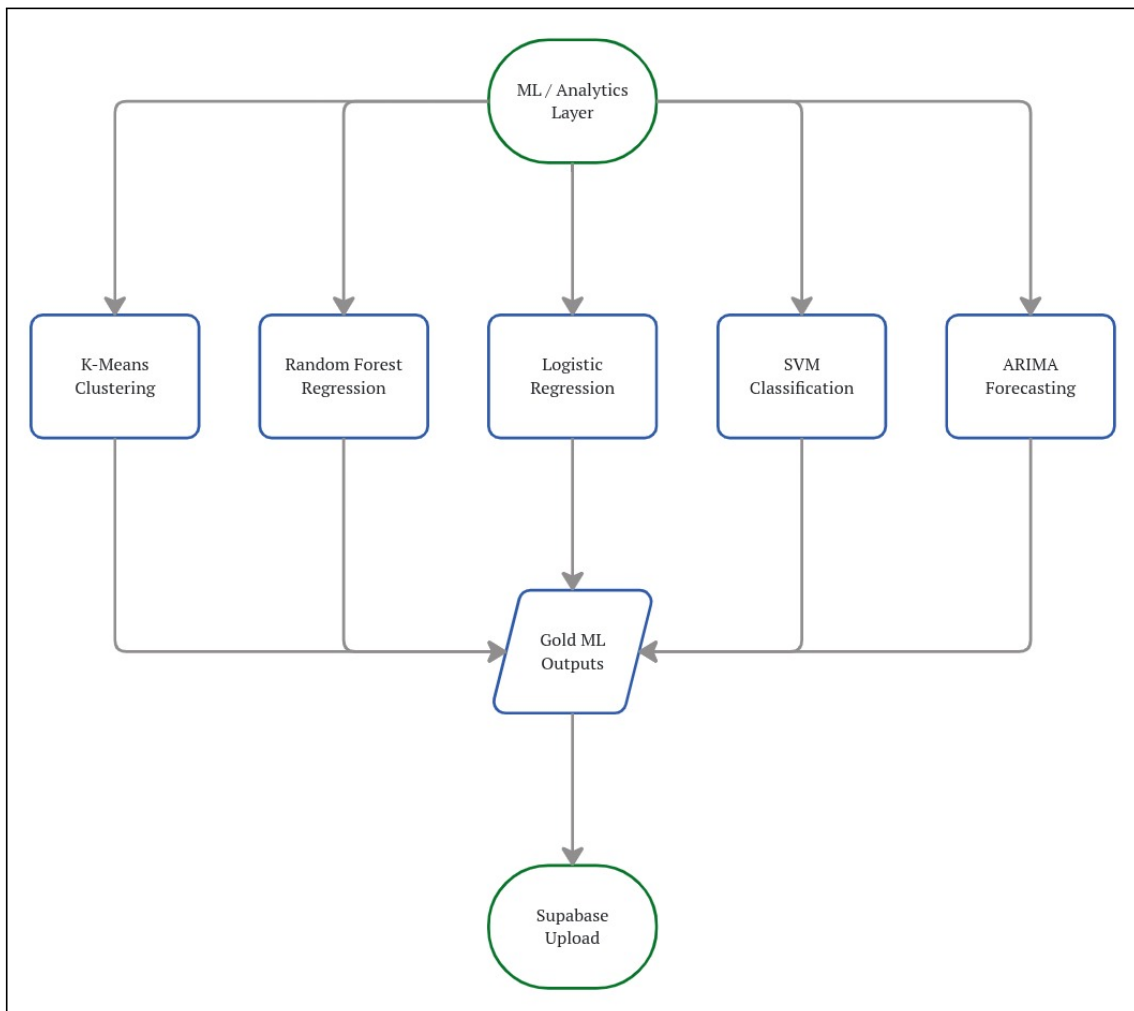 ML / Analytics
Layer
K-Means
Clustering
Random Forest
Regression
Logistic
Regression
SVM
Classification
ARIMA
Forecasting
Gold ML
Outputs
Supabase
Upload